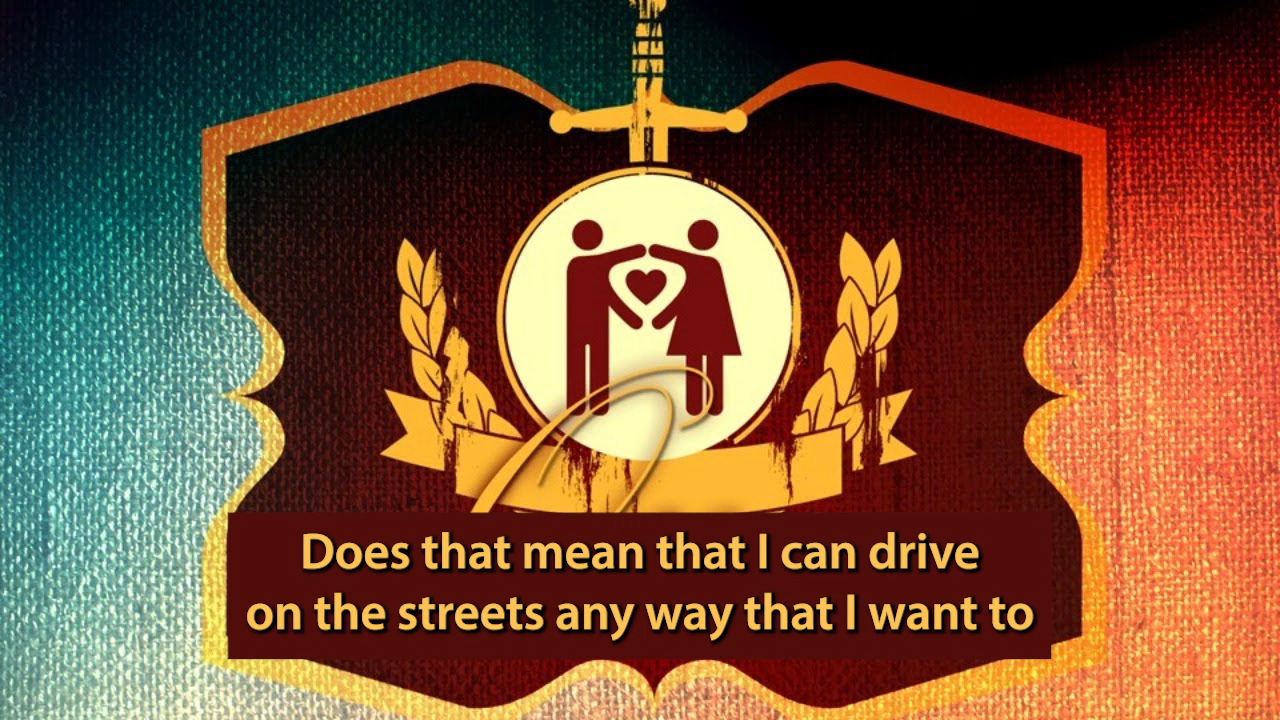 Does that mean that I can drive
on the streets any way that I want to